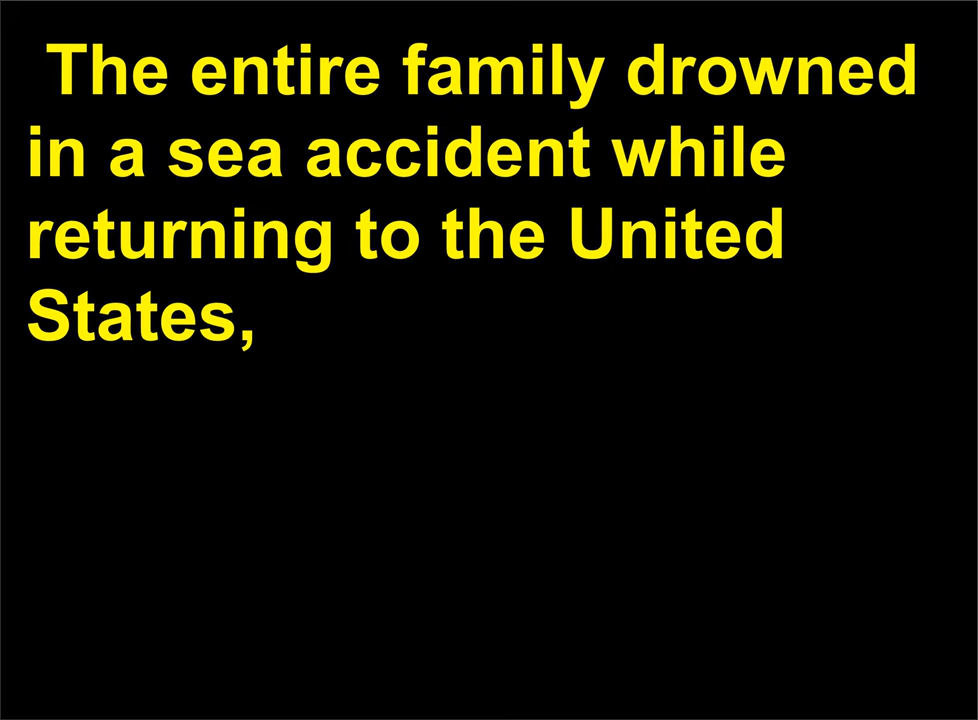 The entire family drowned
in a sea accident while
returning to the United
States,